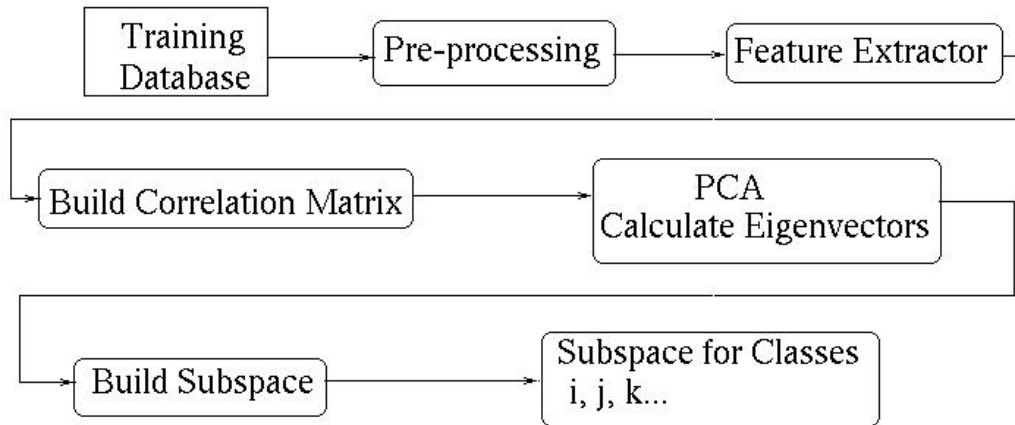 Training
Database
Pre-processing
Feature Extractor
Build Correlation Matrix
PCA
Calculate Eigenvectors
Build Subspace
Subspace for Classes
i, j, k...